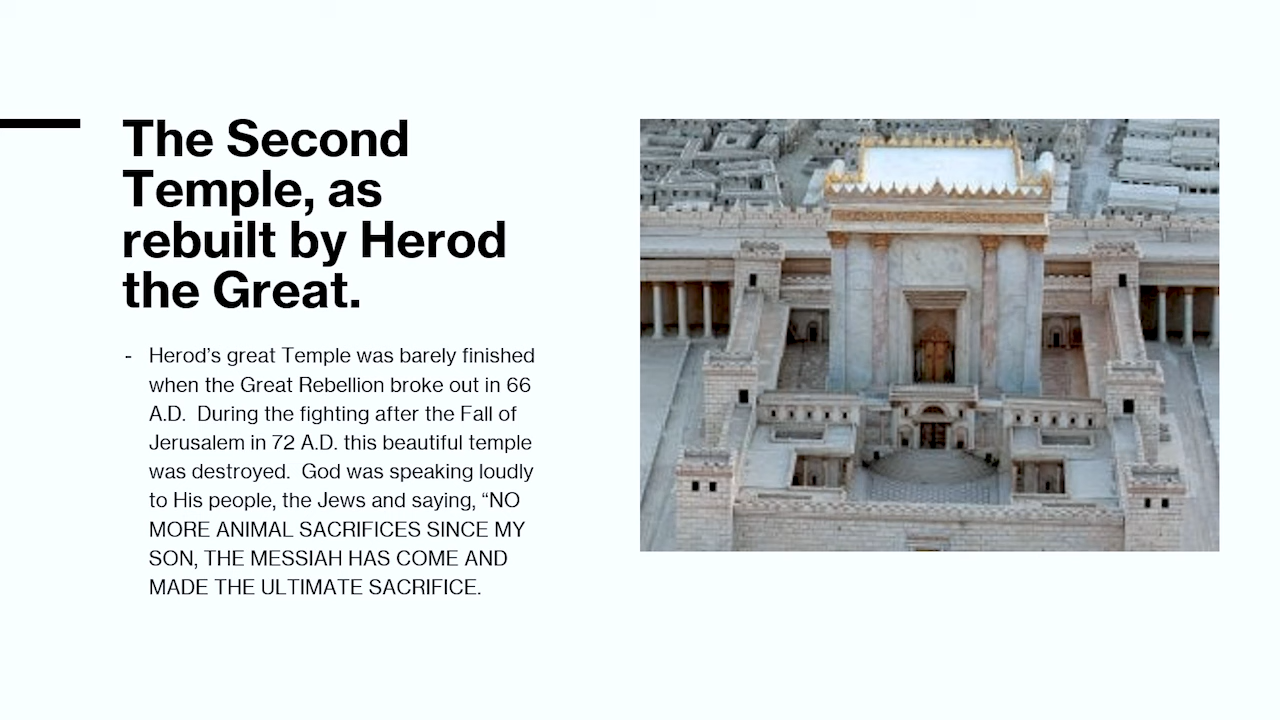 The Second
Temple, as
rebuilt by Herod
the Great.
- Herod’s great Temple was barely finished
when the Great Rebellion broke out in 66
A.D.  During the fighting after the Fall of
Jerusalem in 72 A.D. this beautiful temple
was destroyed.  God was speaking loudly
to His people, the Jews and saying, “NO
MORE ANIMAL SACRIFICES SINCE MY
SON, THE MESSIAH HAS COME AND
MADE THE ULTIMATE SACRIFICE.